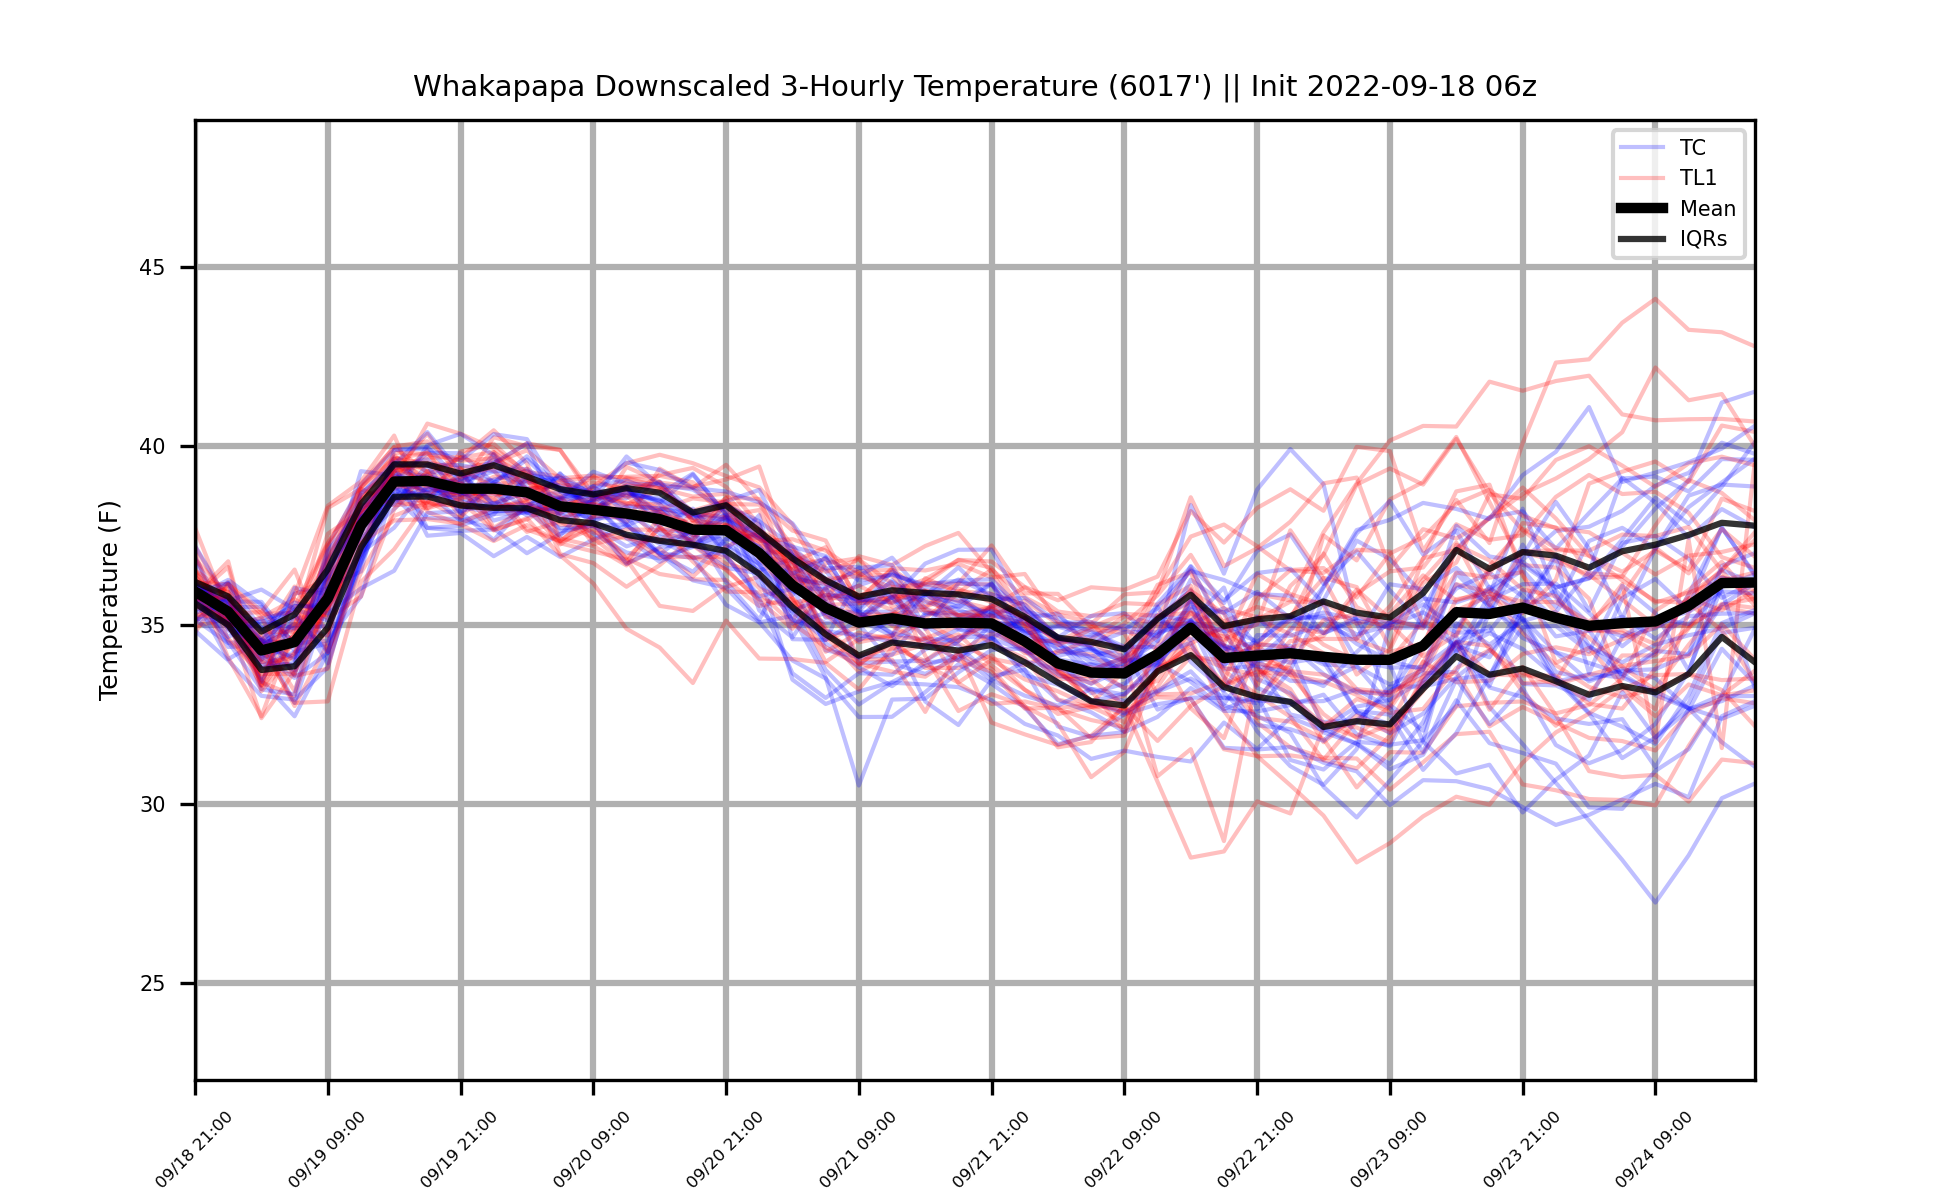 Whakapapa Downscaled 3-Hourly Temperature (6017') || Init 2022-09-18 06z
TC
TL1
Mean
IQRs
Temperature (F)
45
40
35
30
25
09/18 21:00
09/19 09:00
09/19 21:00
09/20 09:00
09/20 21:00
09/21 09:00
09/21 21:00
09/22 09:00
09/22 21:00
09/23 09:00
09/23 21:00
09/24 09:00